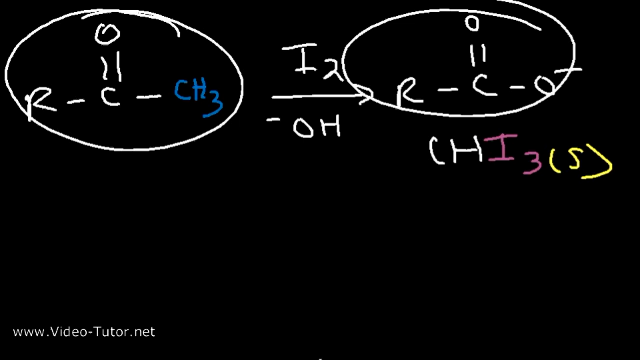 O O
|| I2 ||
R - C - CH3 → R - C - O-
-OH
CHI3(s)
www.Video-Tutor.net